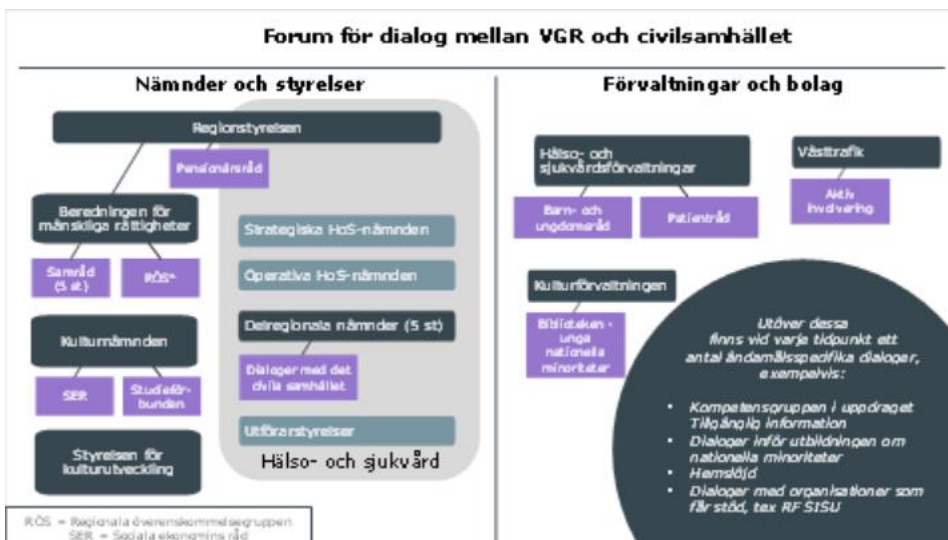 Forum för dialog mellan VGR och civilsamhället
Nämnder och styrelser
Regionstyrelsen
Pensionärsråd
Beredningen för
mänskliga rättigheter
Samråd
(5 st)
RÖS*
Kulturnämnden
SER
Studieför-
bunden
Styrelsen för
kulturutveckling
Strategiska HoS-nämnden
Operativa HoS-nämnden
Delregionala nämnder (5 st)
Dialoger med det
civila samhället
Utförarstyrelser
Hälso- och sjukvård
RÖS = Regionala överenskommelsegruppen
SER = Sociala ekonomins råd
Förvaltningar och bolag
Hälso- och
sjukvårdsförvaltningar
Barn- och
ungdomsråd
Patientråd
Västtrafik
Aktiv
involvering
Kulturförvaltningen
Biblioteken -
unga
nationella
minoriteter
Utöver dessa
finns vid varje tidpunkt ett
antal ändamålsspecifika dialoger,
exempelvis:
• Kompetensgruppen i uppdraget
Tillgänglig information
• Dialoger inför utbildningen om
nationella minoriteter
• Hemslöjd
• Dialoger med organisationer som
får stöd, tex RF SISU